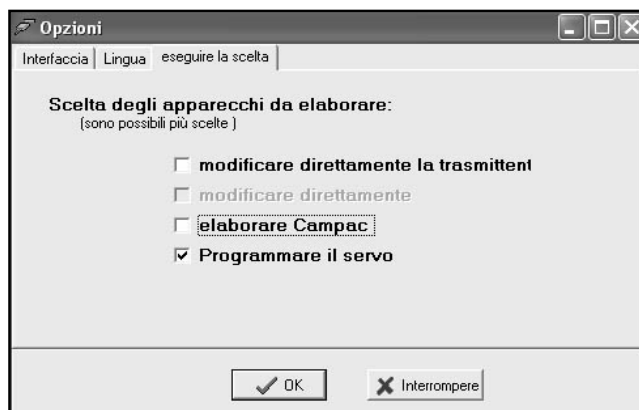 Opzioni
Interfaccia Lingua eseguire la scelta
Scelta degli apparecchi da elaborare:
(sono possibili più scelte )
modificare direttamente la trasmittent
modificare direttamente
elaborare Campac
Programmare il servo
OK Interrompere